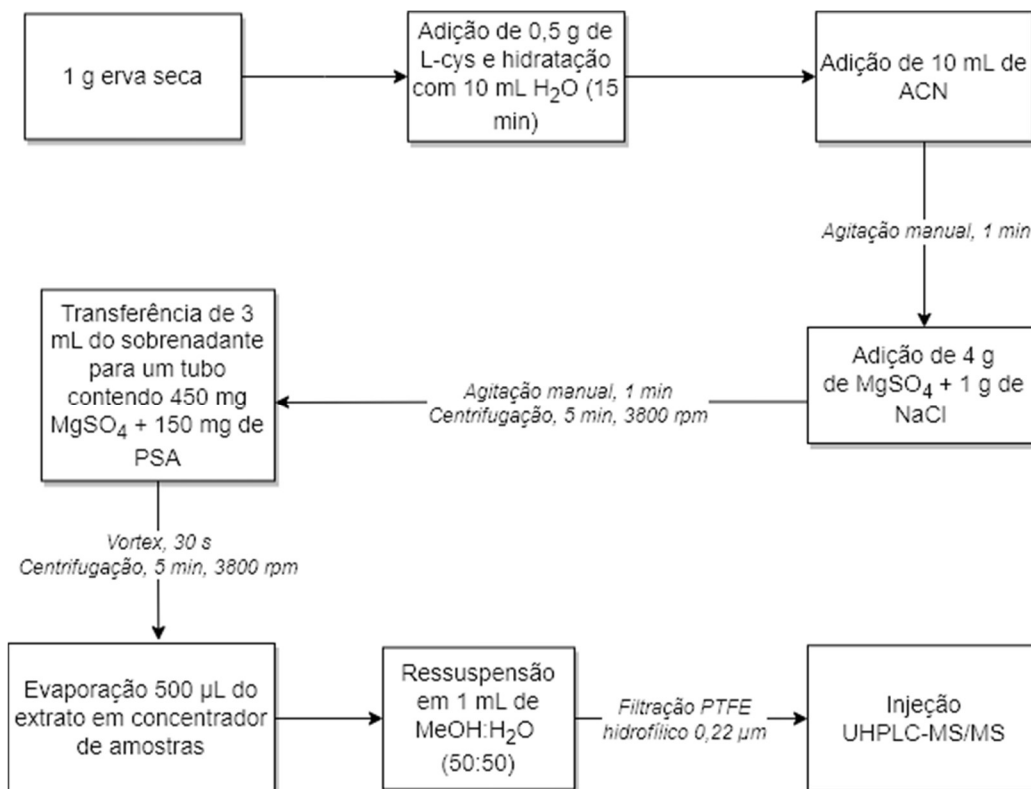 1 g erva seca
Adição de 0,5 g de
L-cys e hidratação
com 10 mL H₂O (15
min)
Adição de 10 mL de
ACN
Agitação manual, 1 min
Adição de 4 g
de MgSO₄ + 1 g de
NaCl
Agitação manual, 1 min
Centrifugação, 5 min, 3800 rpm
Transferência de 3
mL do sobrenadante
para um tubo
contendo 450 mg
MgSO₄ + 150 mg de
PSA
Vortex, 30 s
Centrifugação, 5 min, 3800 rpm
Evaporação 500 µL do
extrato em concentrador
de amostras
Ressuspensão
em 1 mL de
MeOH:H₂O
(50:50)
Filtração PTFE
hidrofílico 0,22 µm
Injeção
UHPLC-MS/MS